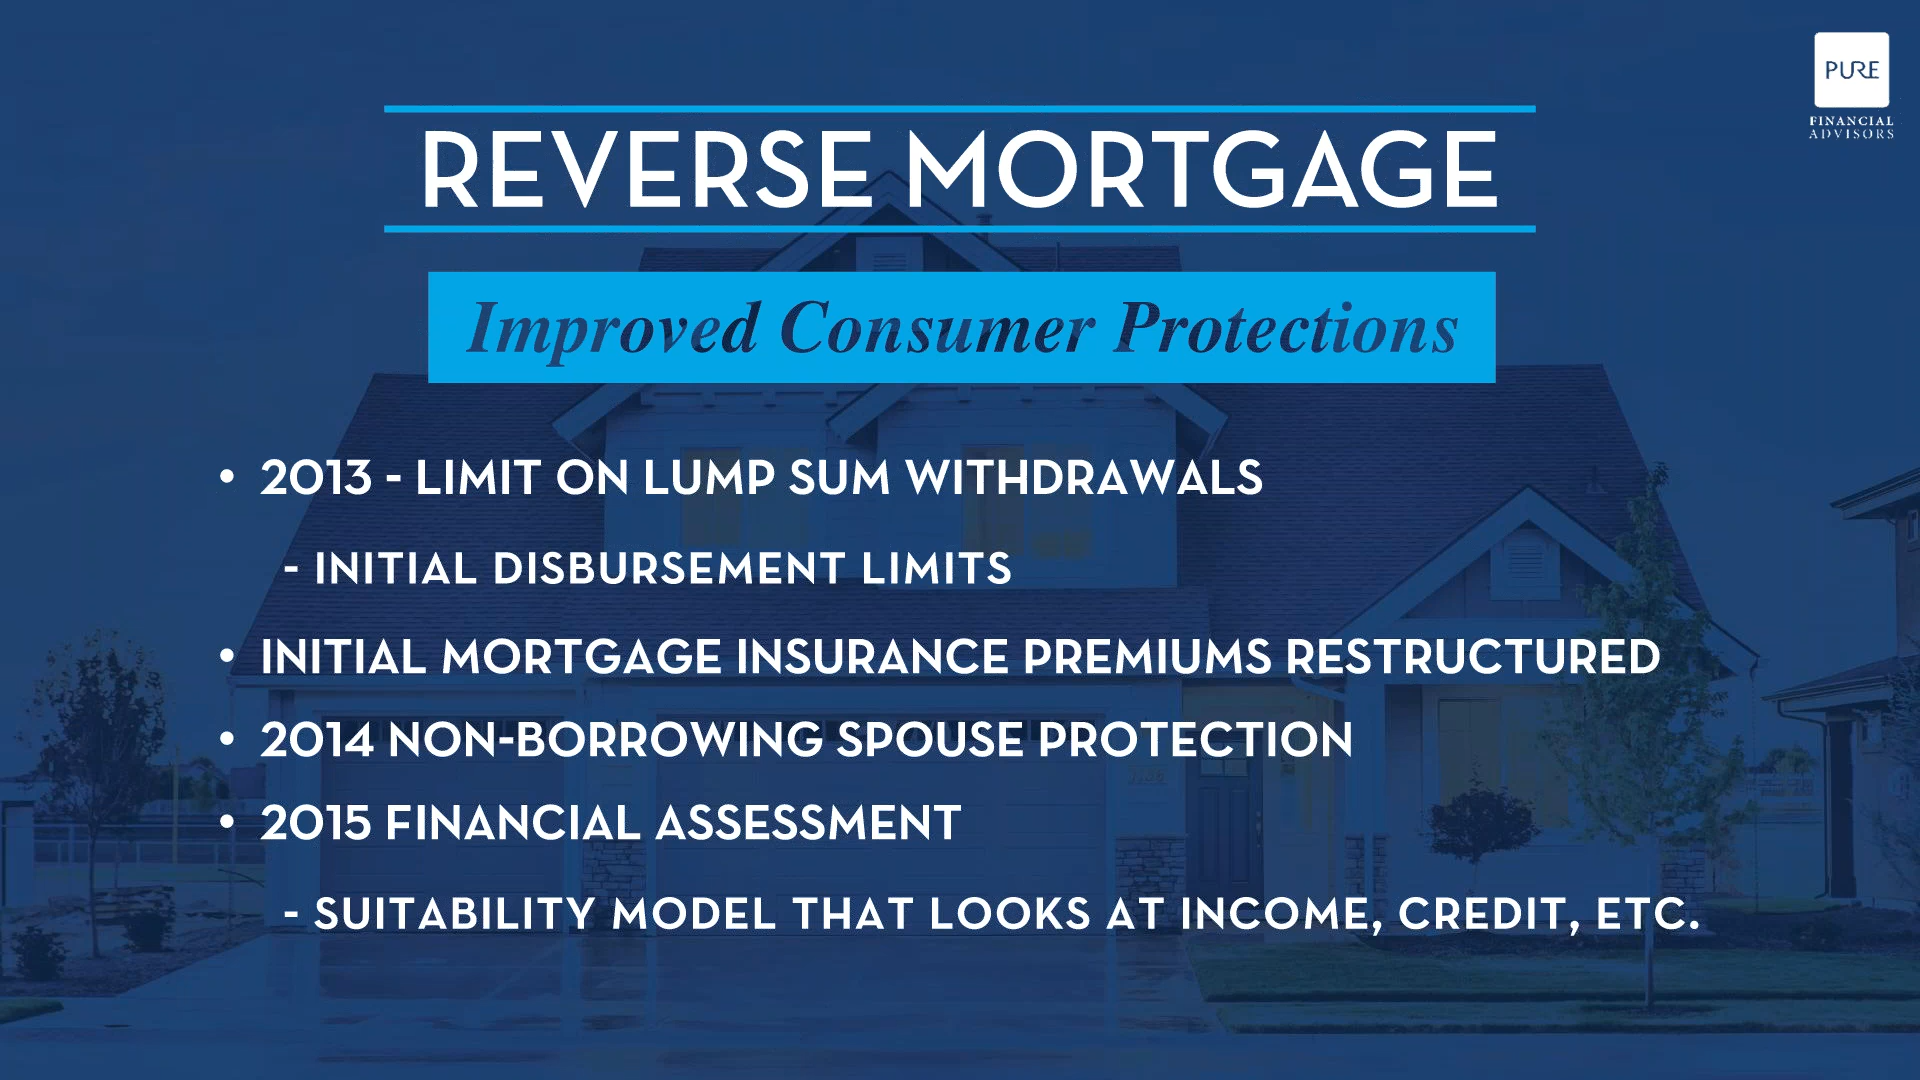 PURE
FINANCIAL
ADVISORS
REVERSE MORTGAGE
Improved Consumer Protections
• 2013 - LIMIT ON LUMP SUM WITHDRAWALS
- INITIAL DISBURSEMENT LIMITS
• INITIAL MORTGAGE INSURANCE PREMIUMS RESTRUCTURED
• 2014 NON-BORROWING SPOUSE PROTECTION
• 2015 FINANCIAL ASSESSMENT
- SUITABILITY MODEL THAT LOOKS AT INCOME, CREDIT, ETC.